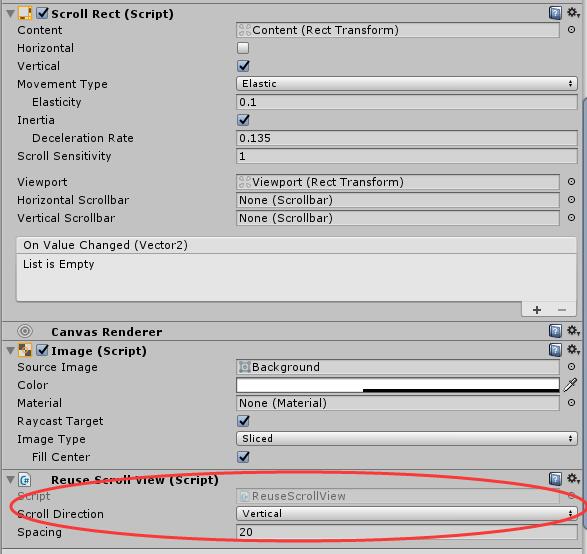 Scroll Rect (Script)
Content Content (Rect Transform)
Horizontal
Vertical
Movement Type Elastic
Elasticity 0.1
Inertia
Deceleration Rate 0.135
Scroll Sensitivity 1
Viewport Viewport (Rect Transform)
Horizontal Scrollbar None (Scrollbar)
Vertical Scrollbar None (Scrollbar)
On Value Changed (Vector2)
List is Empty
Canvas Renderer
Image (Script)
Source Image Background
Color
Material None (Material)
Raycast Target
Image Type Sliced
Fill Center
Reuse Scroll View (Script)
Script ReuseScrollView
Scroll Direction Vertical
Spacing 20